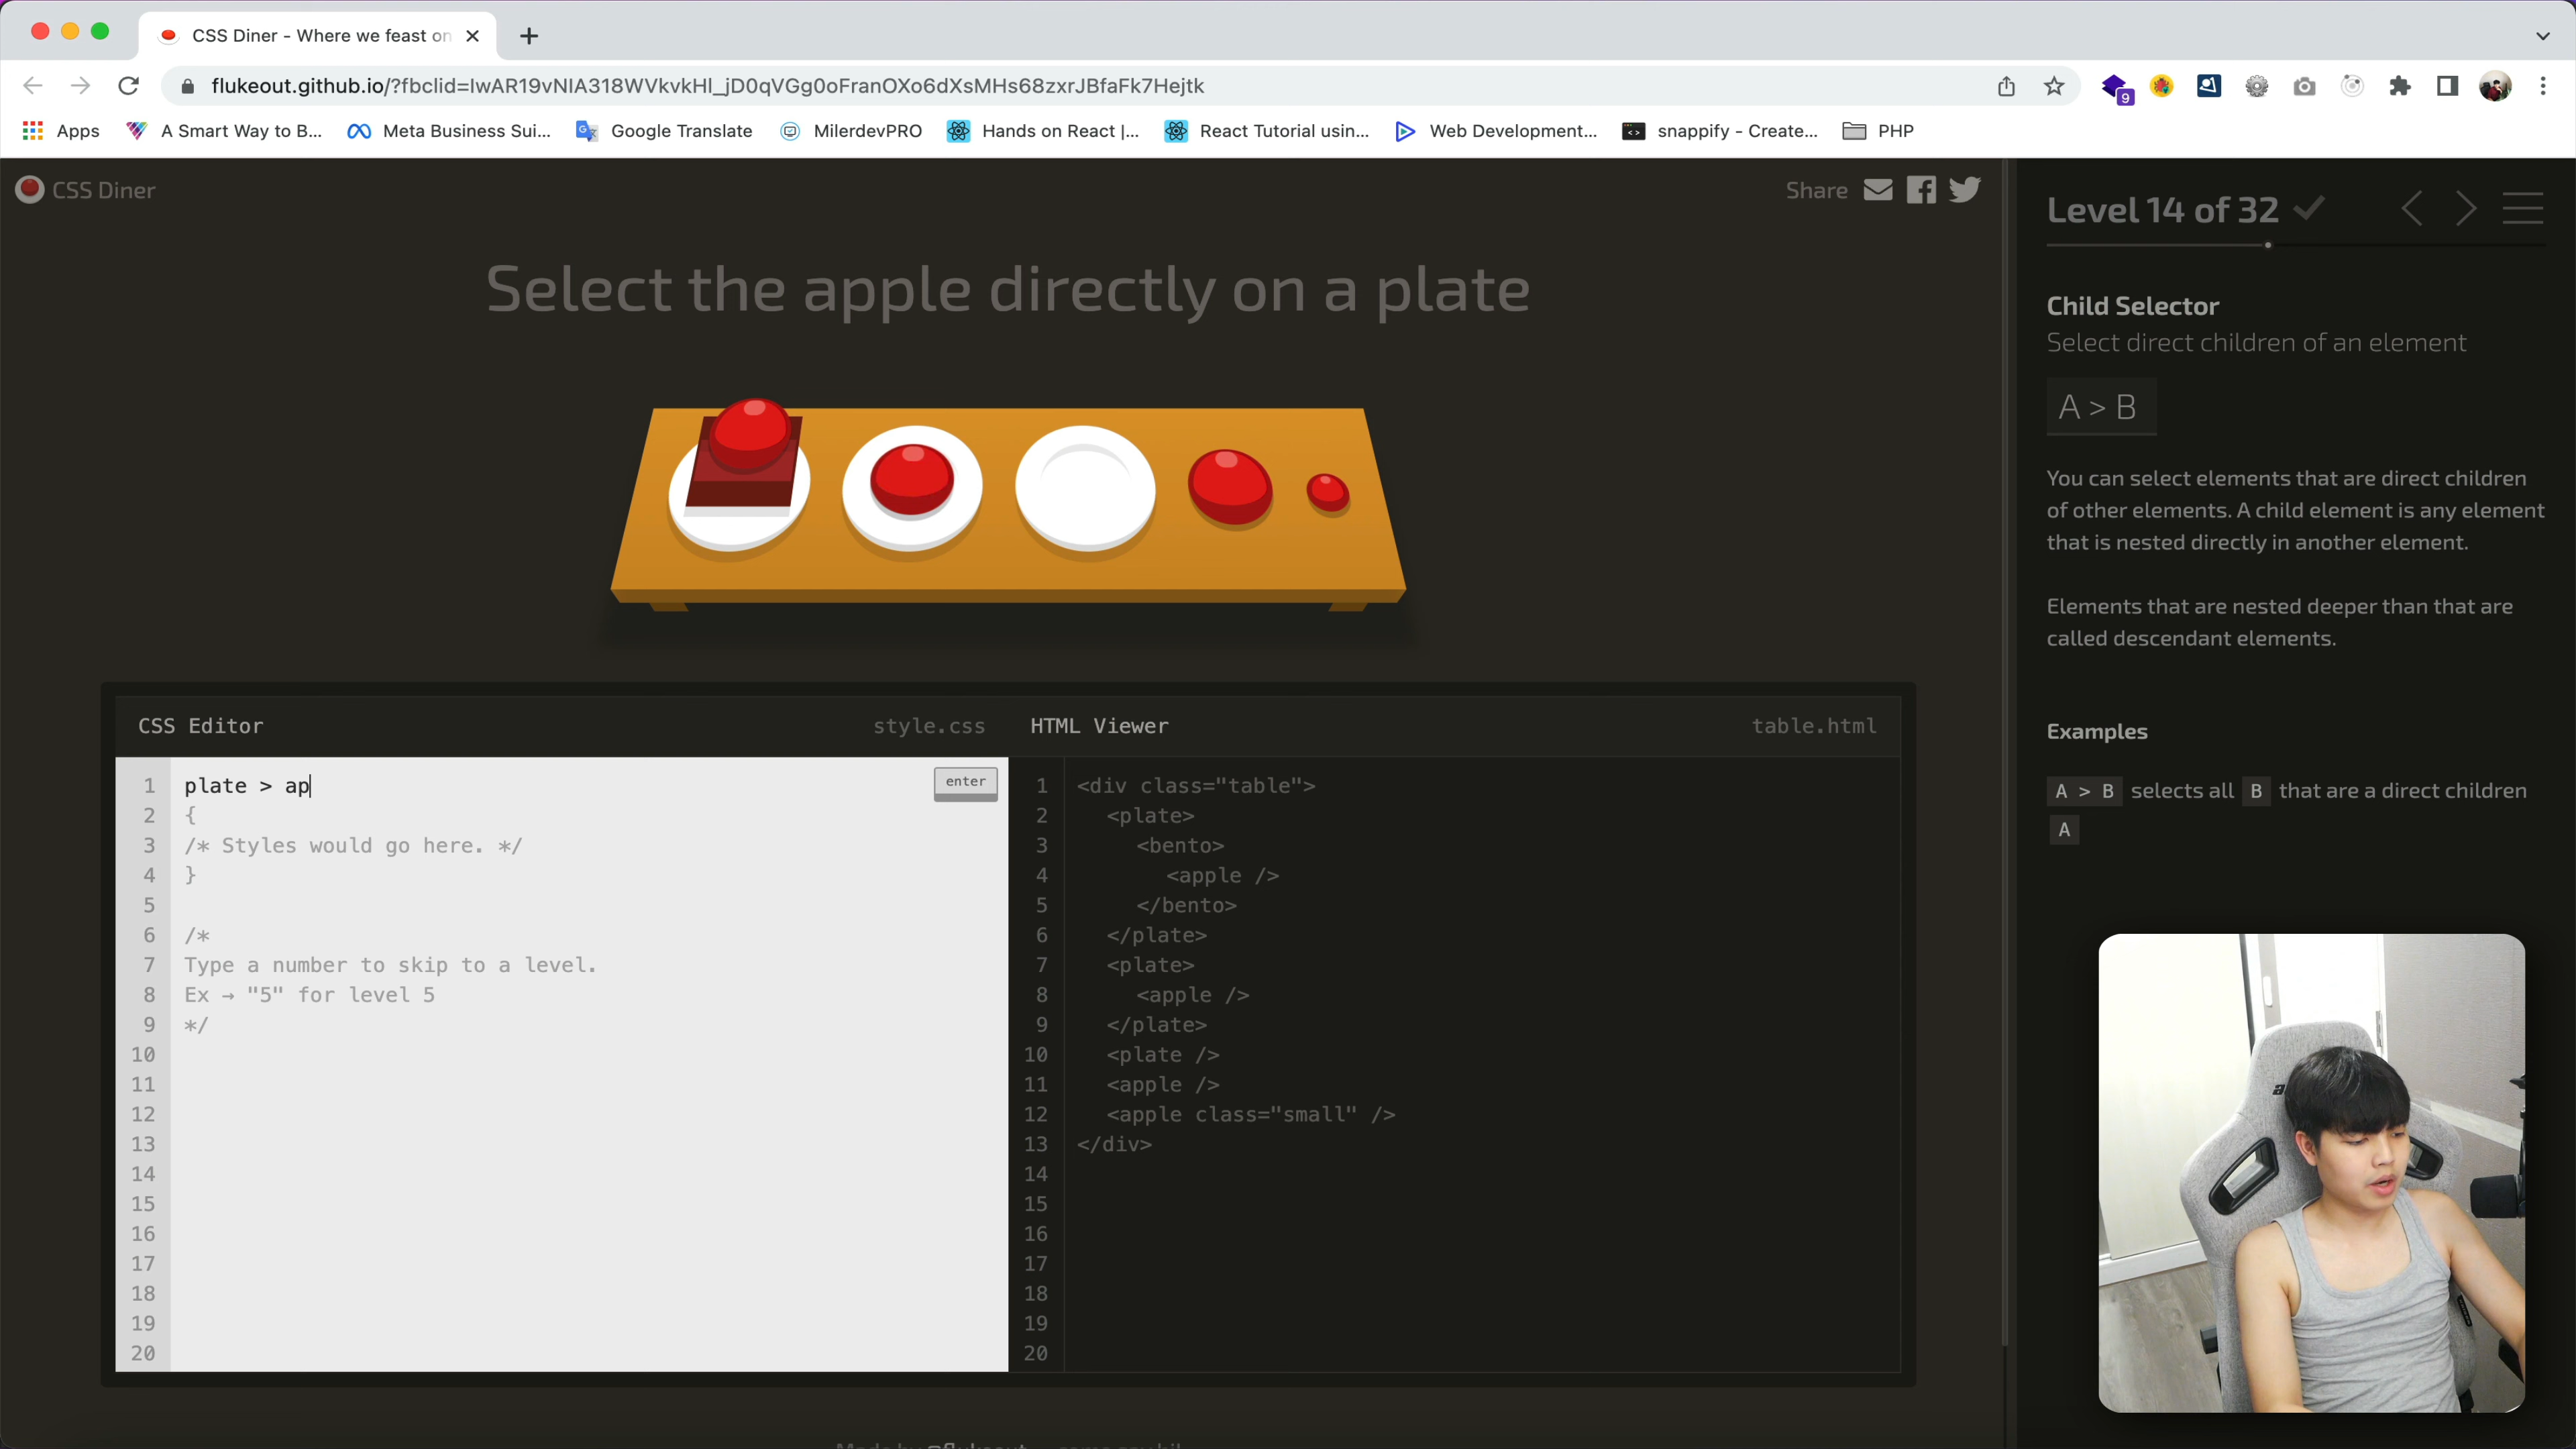 CSS Diner - Where we feast on
flukeout.github.io/?fbclid=IwAR19vNIA318WVkvkHl_jD0qVGg0oFranOXo6dXsMHs68zxrJBfaFk7Hejtk
9
Apps A Smart Way to B... Meta Business Sui... Google Translate MilerdevPRO Hands on React |... React Tutorial usin... Web Development... snappify - Create... PHP
CSS Diner
Share
Select the apple directly on a plate
CSS Editor style.css
1 plate > ap
enter
2 {
3 /* Styles would go here. */
4 }
5
6 /*
7 Type a number to skip to a level.
8 Ex → "5" for level 5
9 */
10
11
12
13
14
15
16
17
18
19
20
HTML Viewer table.html
1 <div class="table">
2 <plate>
3 <bento>
4 <apple />
5 </bento>
6 </plate>
7 <plate>
8 <apple />
9 </plate>
10 <plate />
11 <apple />
12 <apple class="small" />
13 </div>
14
15
16
17
18
19
20
Level 14 of 32
Child Selector
Select direct children of an element
A > B
You can select elements that are direct children
of other elements. A child element is any element
that is nested directly in another element.
Elements that are nested deeper than that are
called descendant elements.
Examples
A > B selects all B that are a direct children
A